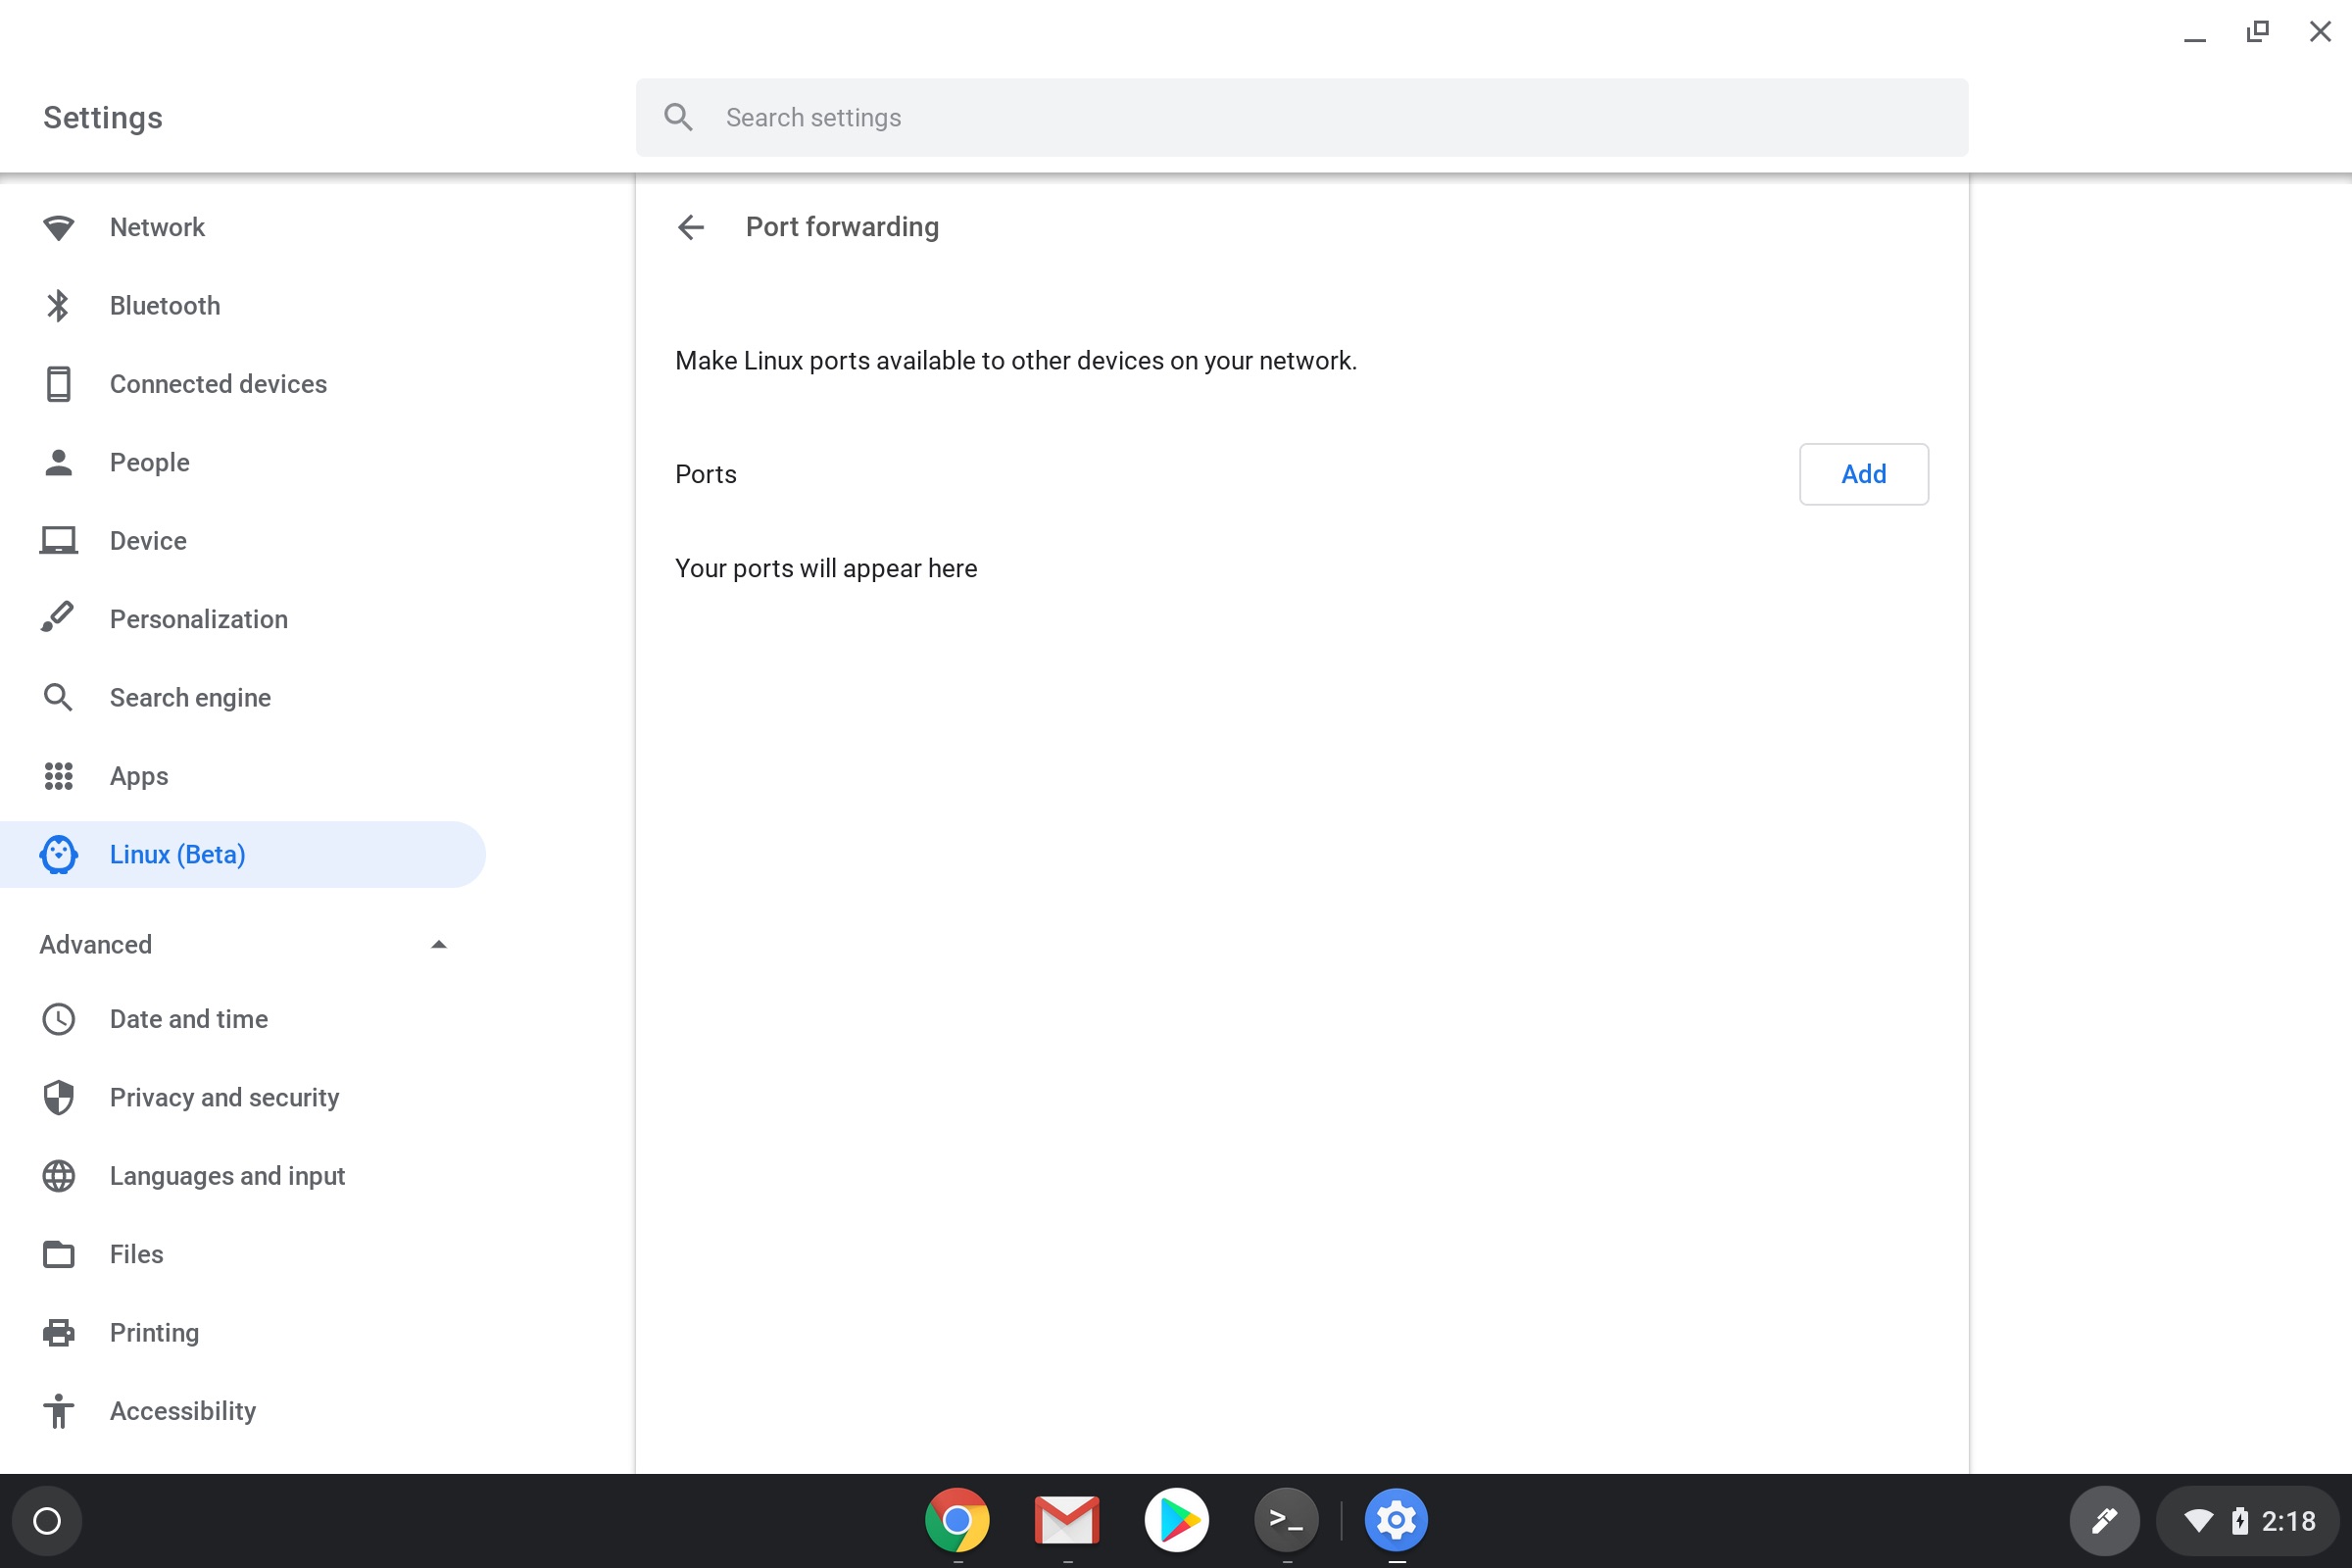 Settings
Search settings
Network
Bluetooth
Connected devices
People
Device
Personalization
Search engine
Apps
Linux (Beta)
Advanced
Date and time
Privacy and security
Languages and input
Files
Printing
Accessibility
Port forwarding
Make Linux ports available to other devices on your network.
Ports
Add
Your ports will appear here
>_
2:18